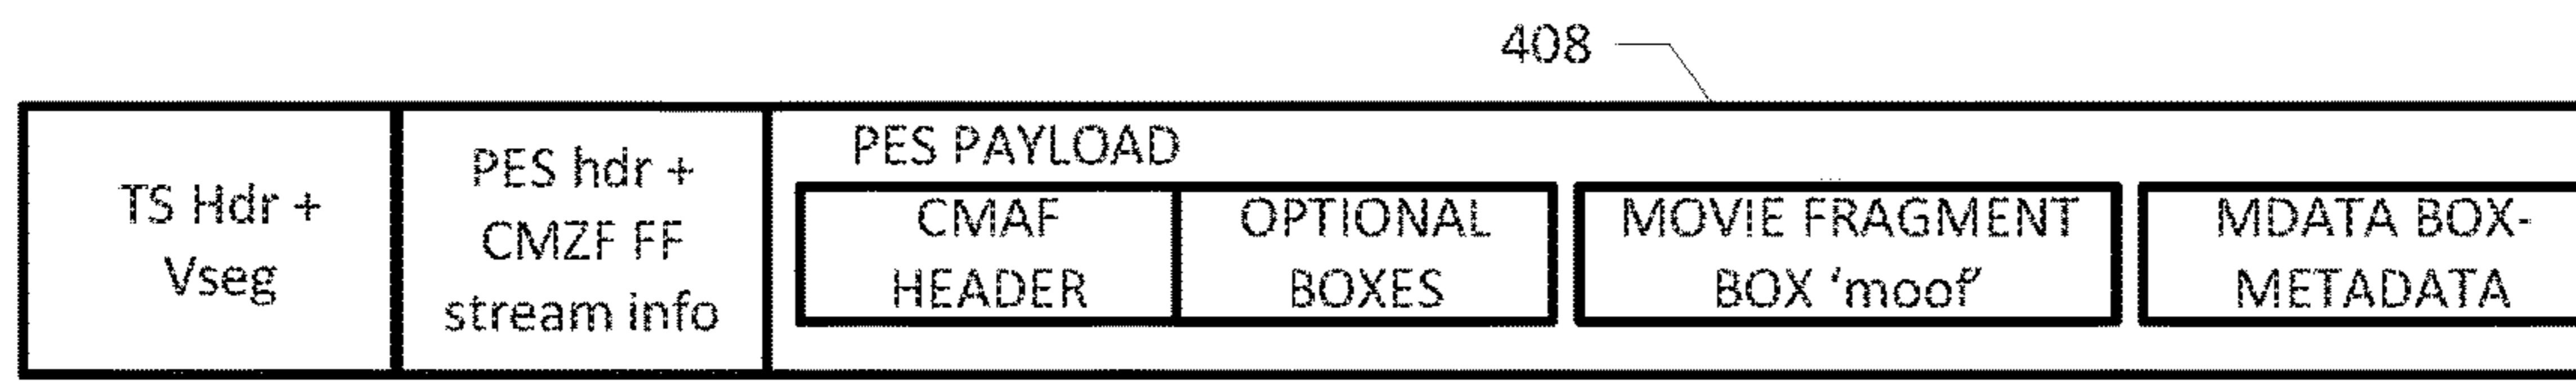 408
TS Hdr +
Vseg
PES hdr +
CMZF FF
stream info
PES PAYLOAD
CMAF
HEADER
OPTIONAL
BOXES
MOVIE FRAGMENT
BOX ‘moof’
MDATA BOX-
METADATA